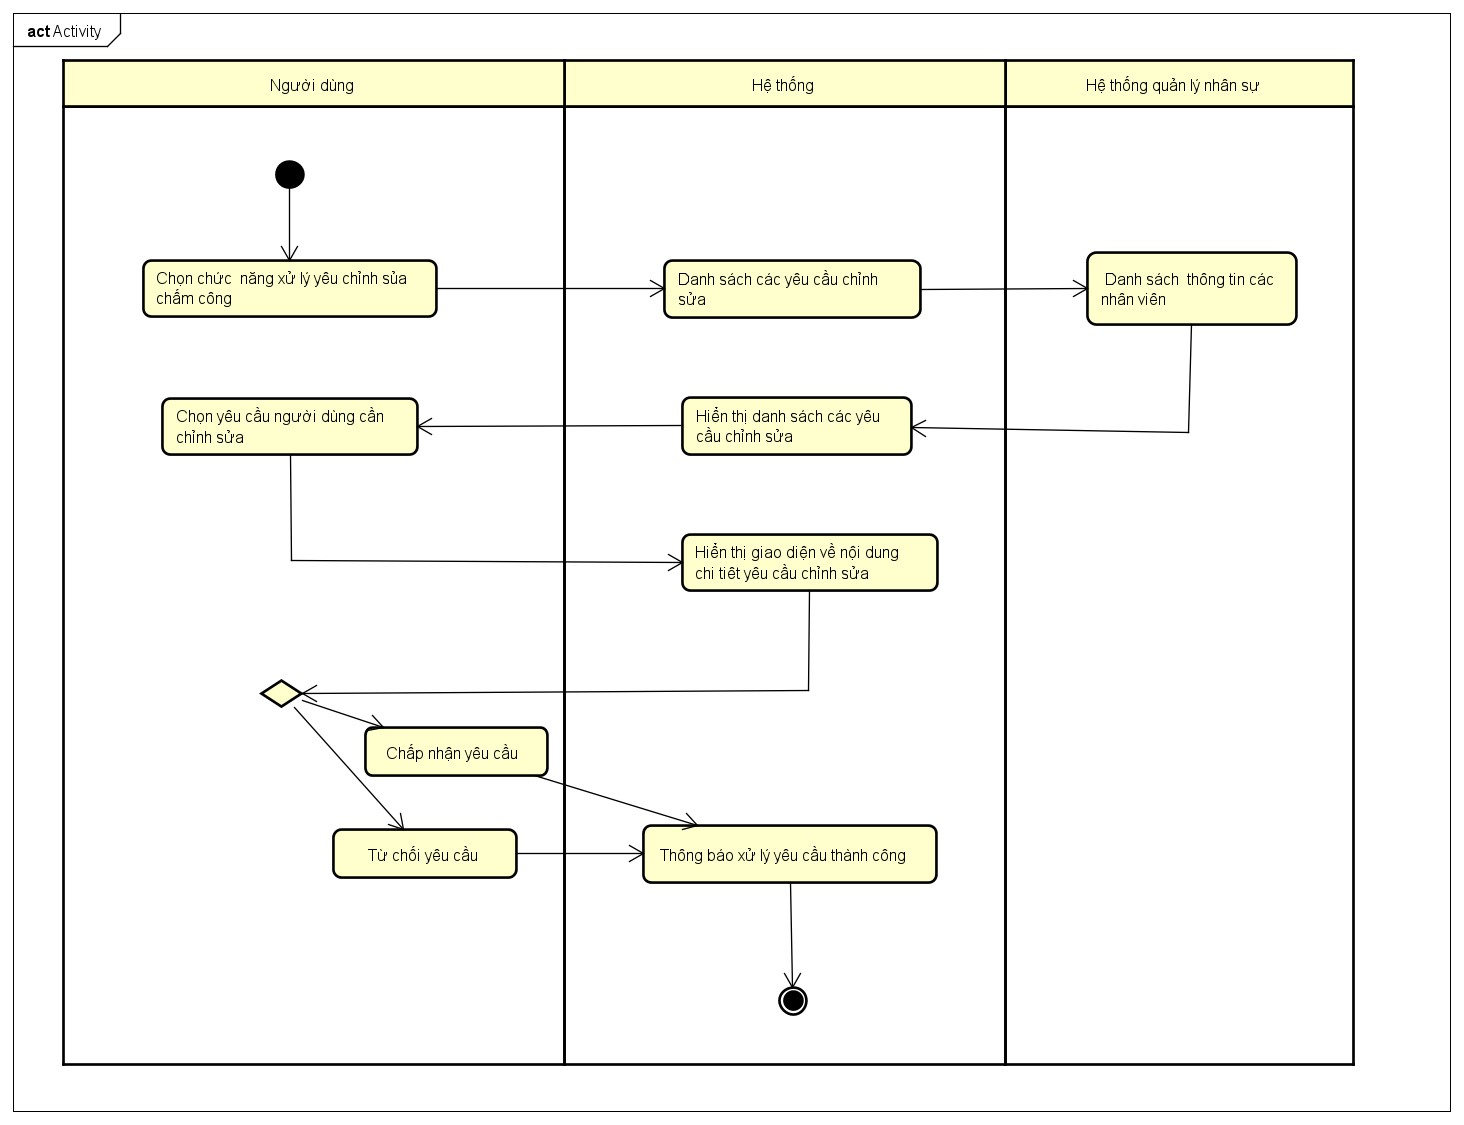 act Activity
Người dùng
Hệ thống
Hệ thống quản lý nhân sự
Chọn chức  năng xử lý yêu chỉnh sủa
chấm công
Danh sách các yêu cầu chỉnh
sửa
Danh sách  thông tin các
nhân viên
Chọn yêu cầu người dùng cần
chỉnh sửa
Hiển thị danh sách các yêu
cầu chỉnh sửa
Hiển thị giao diện về nội dung
chi tiêt yêu cầu chỉnh sửa
Chấp nhận yêu cầu
Từ chối yêu cầu
Thông báo xử lý yêu cầu thành công